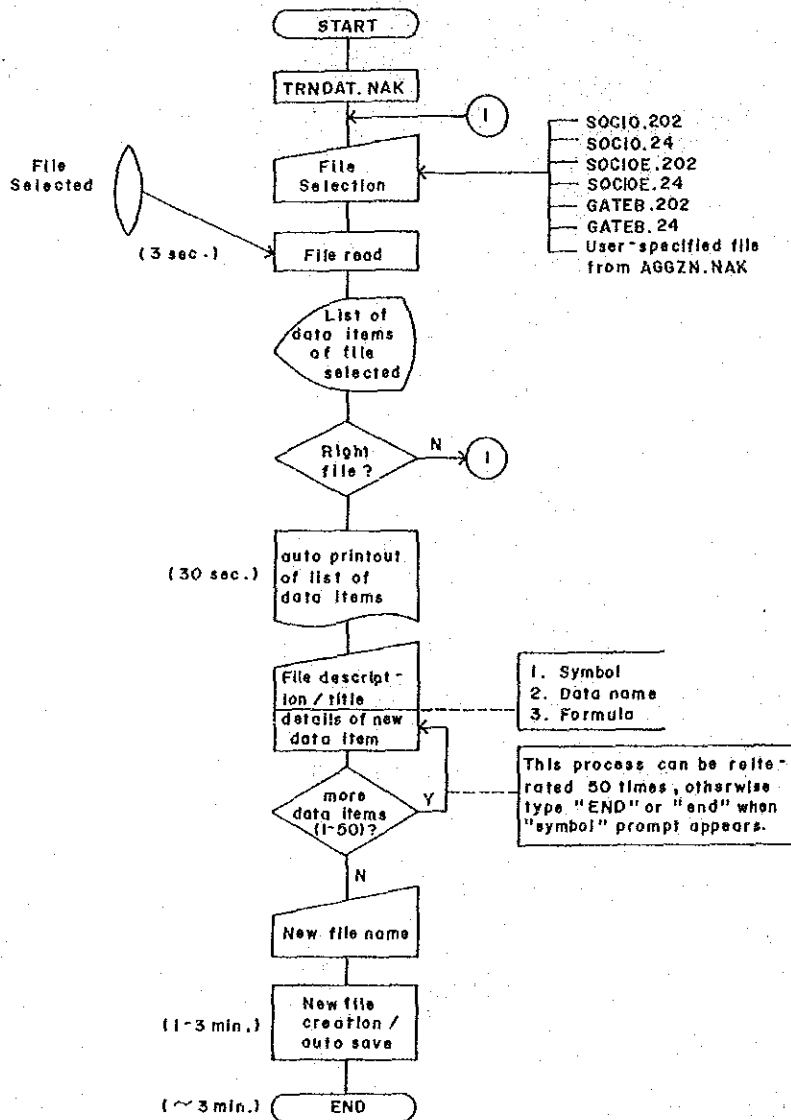 START
TRNDAT. NAK
1
File
Selection
SOCIO.202
SOCIO.24
SOCIOE.202
SOCIOE.24
GATEB.202
GATEB.24
User-specified file
from AGGZN.NAK
File
Selected
(3 sec.)
File read
List of
data items
of file
selected
Right
file?
N
1
(30 sec.)
auto printout
of list of
data items
File descript-
ion / title
details of new
data item
1. Symbol
2. Data name
3. Formula
more
data items
(1-50)?
Y
This process can be reite-
rated 50 times, otherwise
type "END" or "end" when
"symbol" prompt appears.
N
New file name
(1-3 min.)
New file
creation /
auto save
(~3 min.)
END